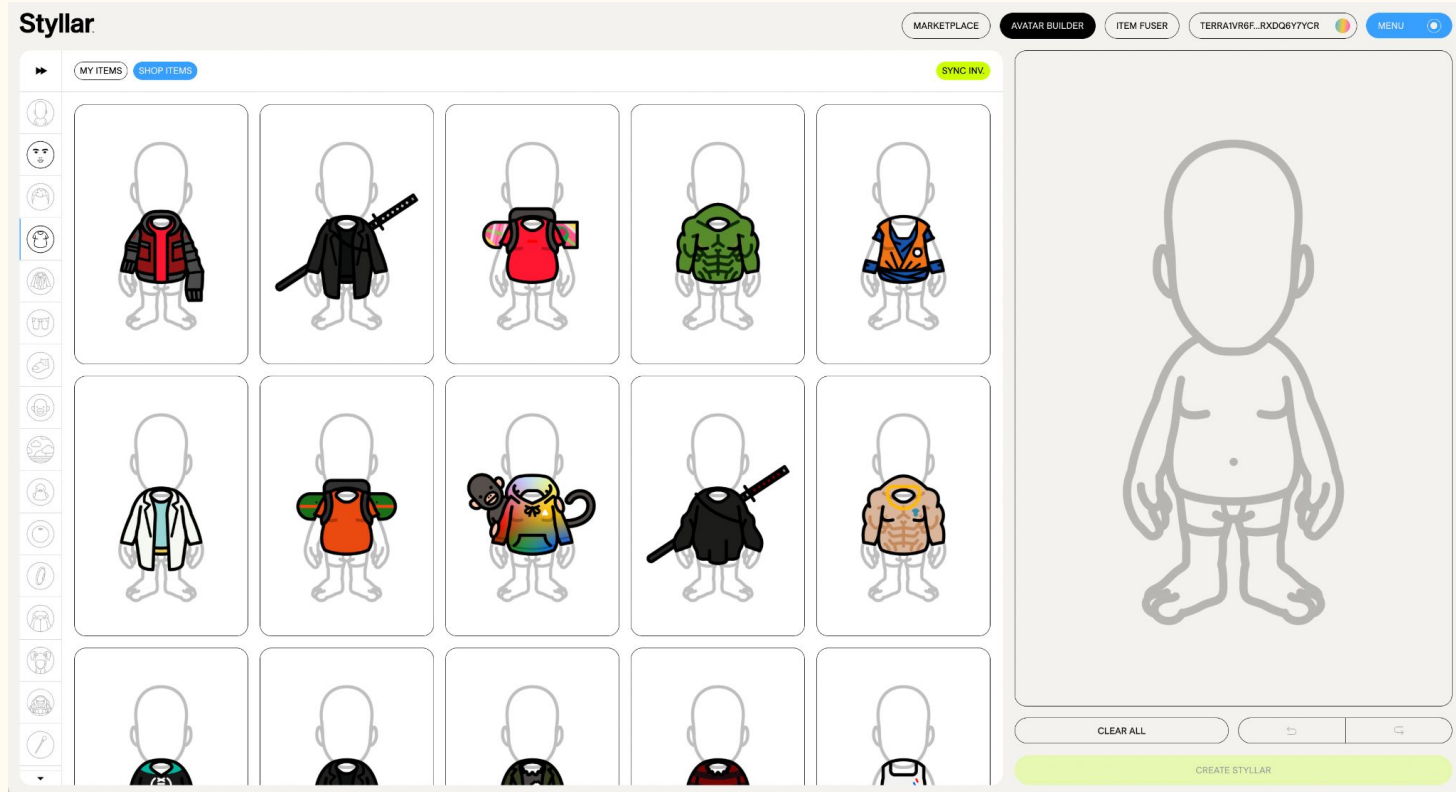 Styllar
MARKETPLACE
AVATAR BUILDER
ITEM FUSER
TERRA1VR6F...RXDQ6Y7YCR
MENU
MY ITEMS
SHOP ITEMS
SYNC INV.
CLEAR ALL
CREATE STYLLAR